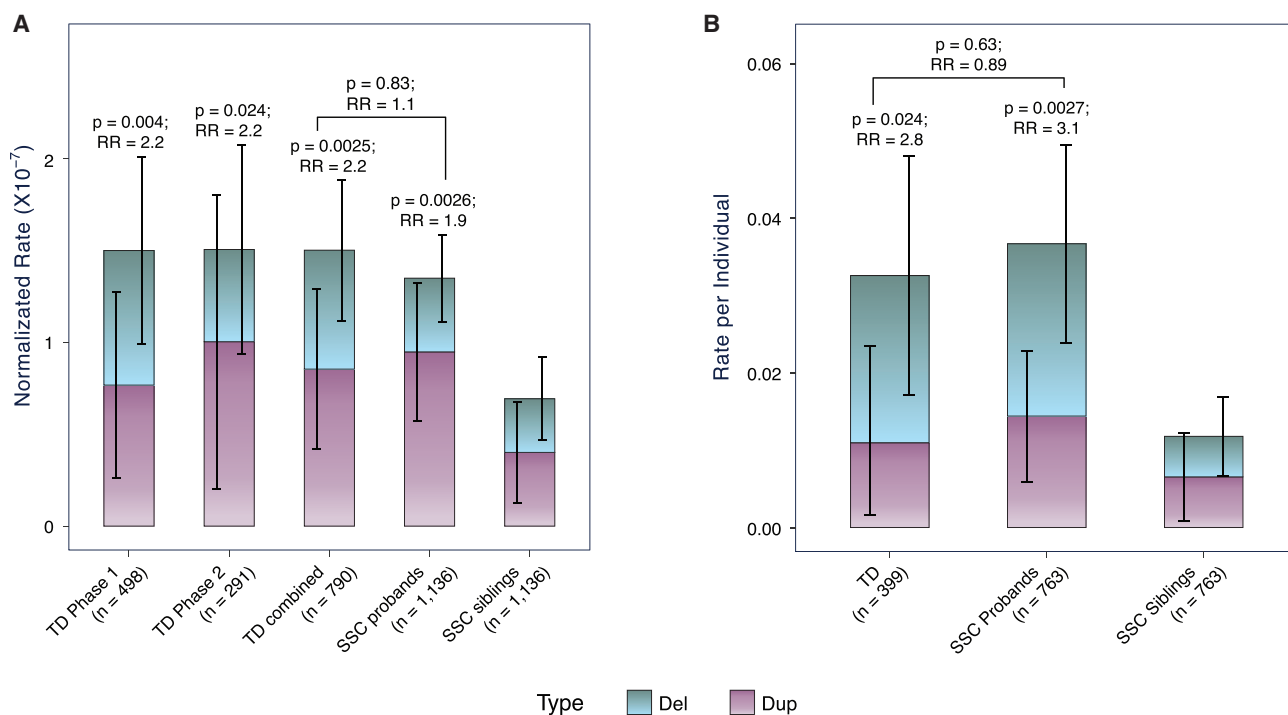 A
Normalizated Rate (X10⁻⁷)
2
1
0
p = 0.004;
RR = 2.2
p = 0.024;
RR = 2.2
p = 0.83;
RR = 1.1
p = 0.0025;
RR = 2.2
p = 0.0026;
RR = 1.9
TD Phase 1
(n = 498)
TD Phase 2
(n = 291)
TD combined
(n = 790)
SSC probands
(n = 1,136)
SSC siblings
(n = 1,136)
B
Rate per Individual
0.06
0.04
0.02
0.00
p = 0.63;
RR = 0.89
p = 0.024;
RR = 2.8
p = 0.0027;
RR = 3.1
TD
(n = 399)
SSC Probands
(n = 763)
SSC Siblings
(n = 763)
Type
Del
Dup